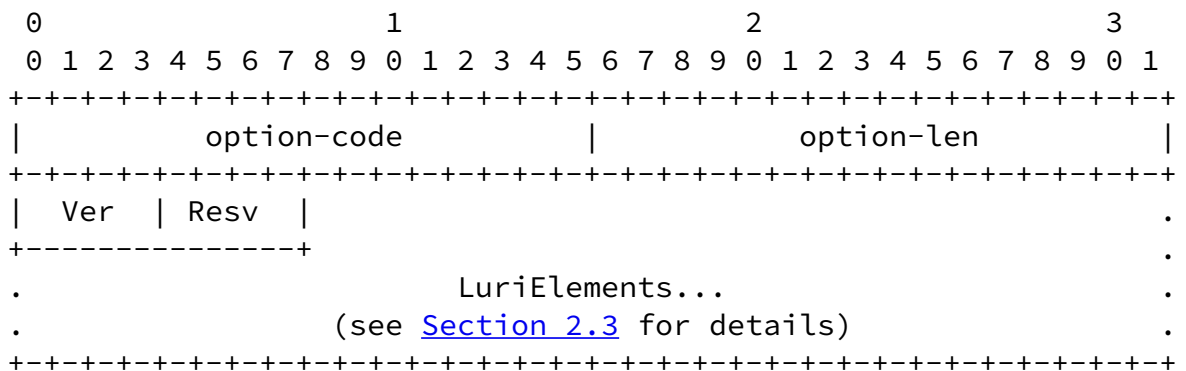 0                   1                   2                   3
 0 1 2 3 4 5 6 7 8 9 0 1 2 3 4 5 6 7 8 9 0 1 2 3 4 5 6 7 8 9 0 1
+-+-+-+-+-+-+-+-+-+-+-+-+-+-+-+-+-+-+-+-+-+-+-+-+-+-+-+-+-+-+-+-+
|          option-code          |           option-len          |
+-+-+-+-+-+-+-+-+-+-+-+-+-+-+-+-+-+-+-+-+-+-+-+-+-+-+-+-+-+-+-+-+
|  Ver  | Resv  |                                               .
+---------------+                                               .
.                        LuriElements...                        .
.                 (see Section 2.3 for details)                 .
+-+-+-+-+-+-+-+-+-+-+-+-+-+-+-+-+-+-+-+-+-+-+-+-+-+-+-+-+-+-+-+-+